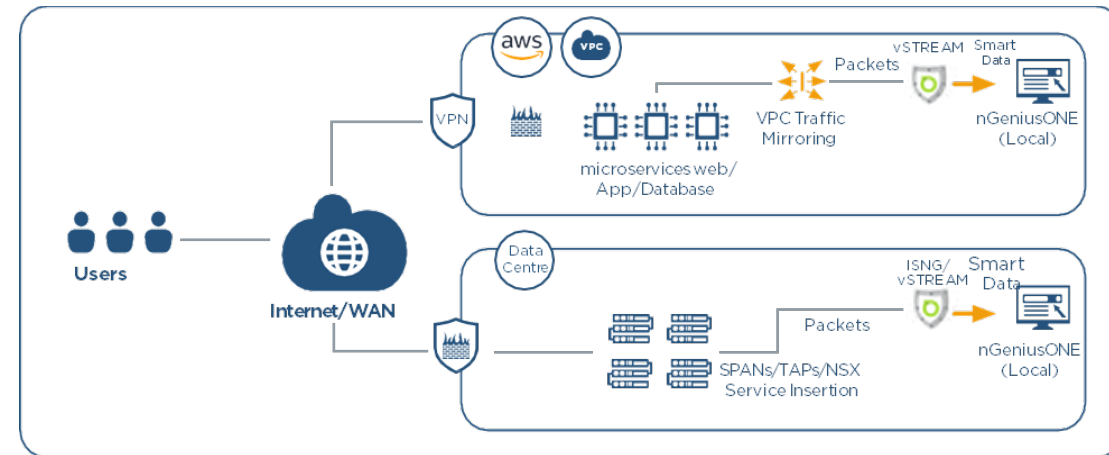 aws
VPC
vSTREAM
Smart
Data
Packets
VPN
VPC Traffic
Mirroring
nGeniusONE
(Local)
microservices web/
App/Database
Users
Internet/WAN
Data
Centre
ISNG/
vSTREAM
Smart
Data
Packets
SPANs/TAPs/NSX
Service Insertion
nGeniusONE
(Local)